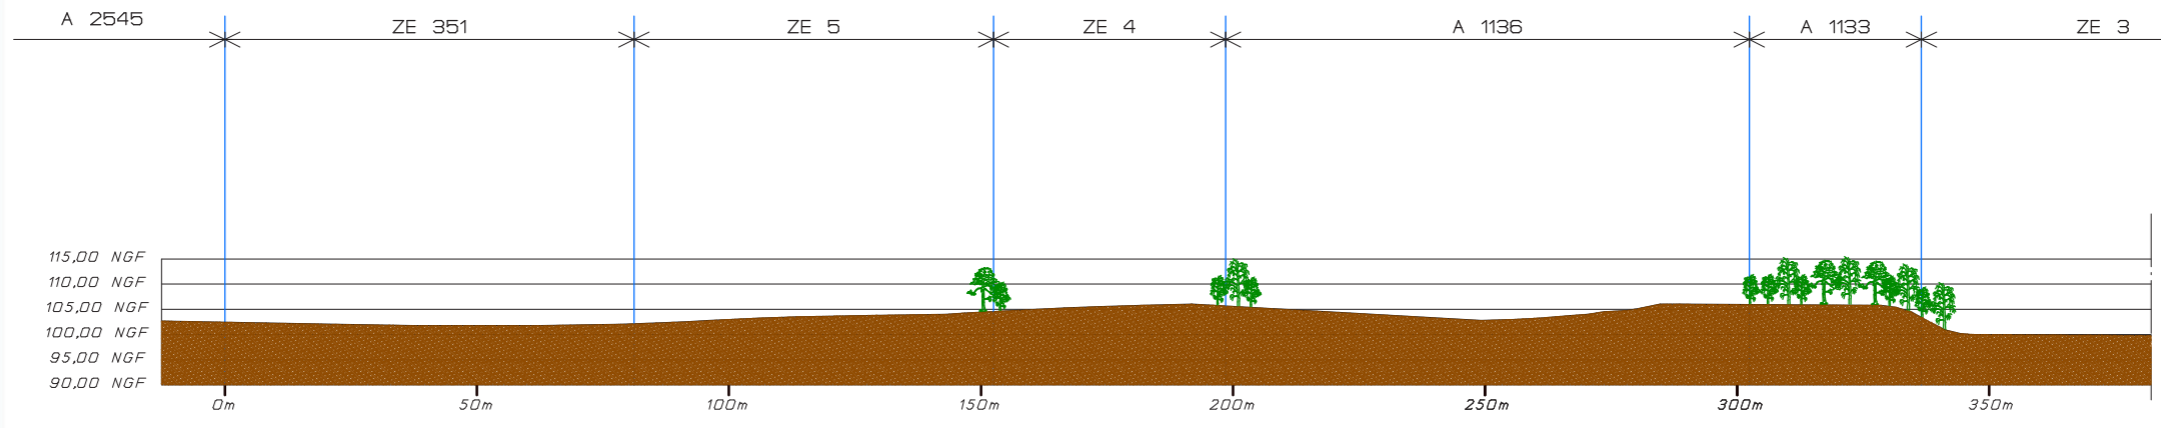 A 2545 ZE 351 ZE 5 ZE 4 A 1136 A 1133 ZE 3
115,00 NGF
110,00 NGF
105,00 NGF
100,00 NGF
95,00 NGF
90,00 NGF
0m 50m 100m 150m 200m 250m 300m 350m